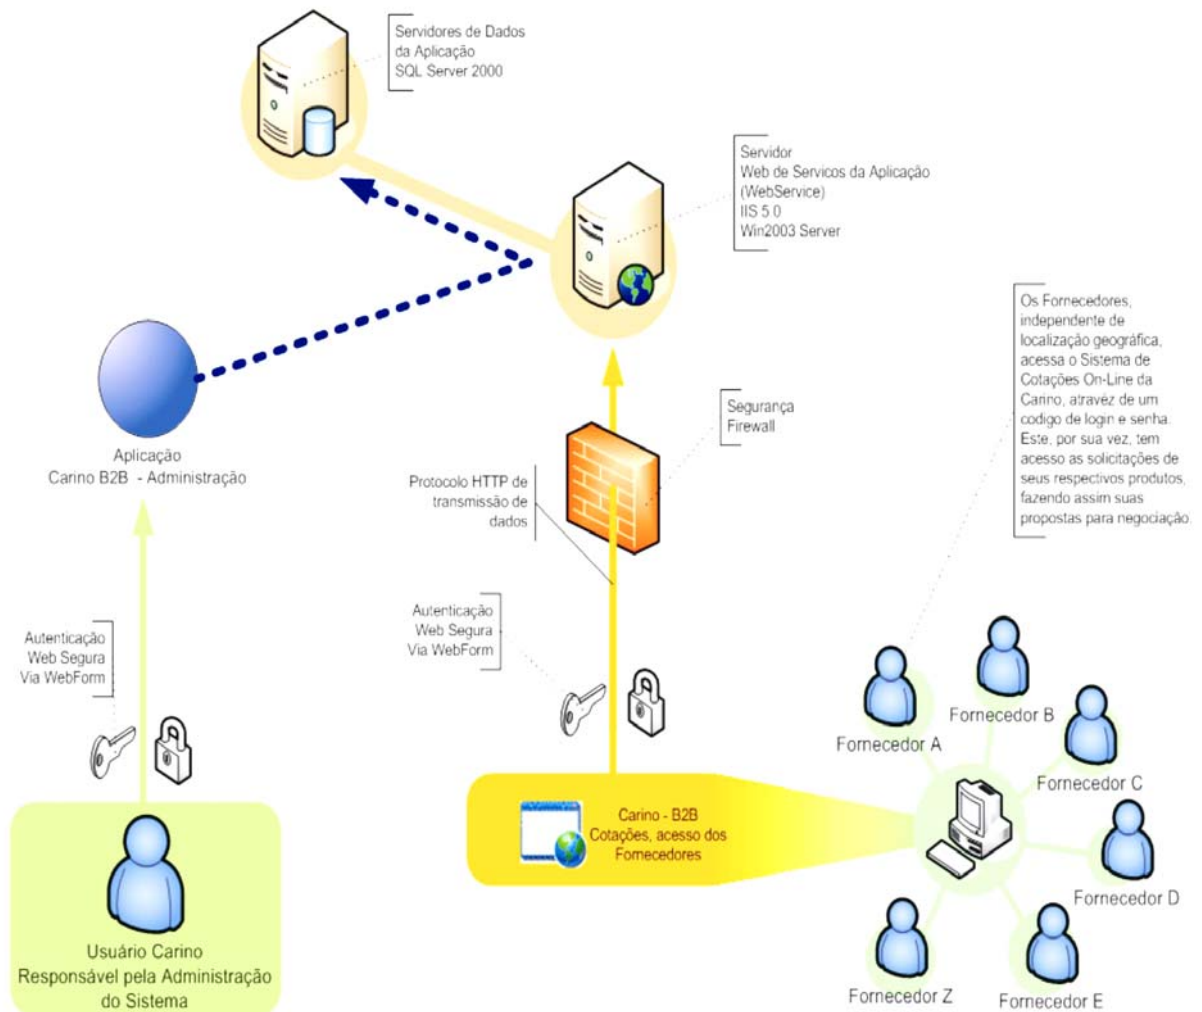 Servidores de Dados
da Aplicação
SQL Server 2000
Servidor
Web de Servicos da Aplicação
(WebService)
IIS 5.0
Win2003 Server
Os Fornecedores,
independente de
localização geográfica,
acessa o Sistema de
Cotações On-Line da
Carino, atravéz de um
codigo de login e senha.
Este, por sua vez, tem
acesso as solicitações de
seus respectivos produtos,
fazendo assim suas
propostas para negociação.
Segurança
Firewall
Aplicação
Carino B2B - Administração
Protocolo HTTP de
transmissão de
dados
Autenticação
Web Segura
Via WebForm
Autenticação
Web Segura
Via WebForm
Fornecedor A
Fornecedor B
Fornecedor C
Fornecedor D
Fornecedor E
Fornecedor Z
Carino - B2B
Cotações, acesso dos
Fornecedores
Usuário Carino
Responsável pela Administração
do Sistema